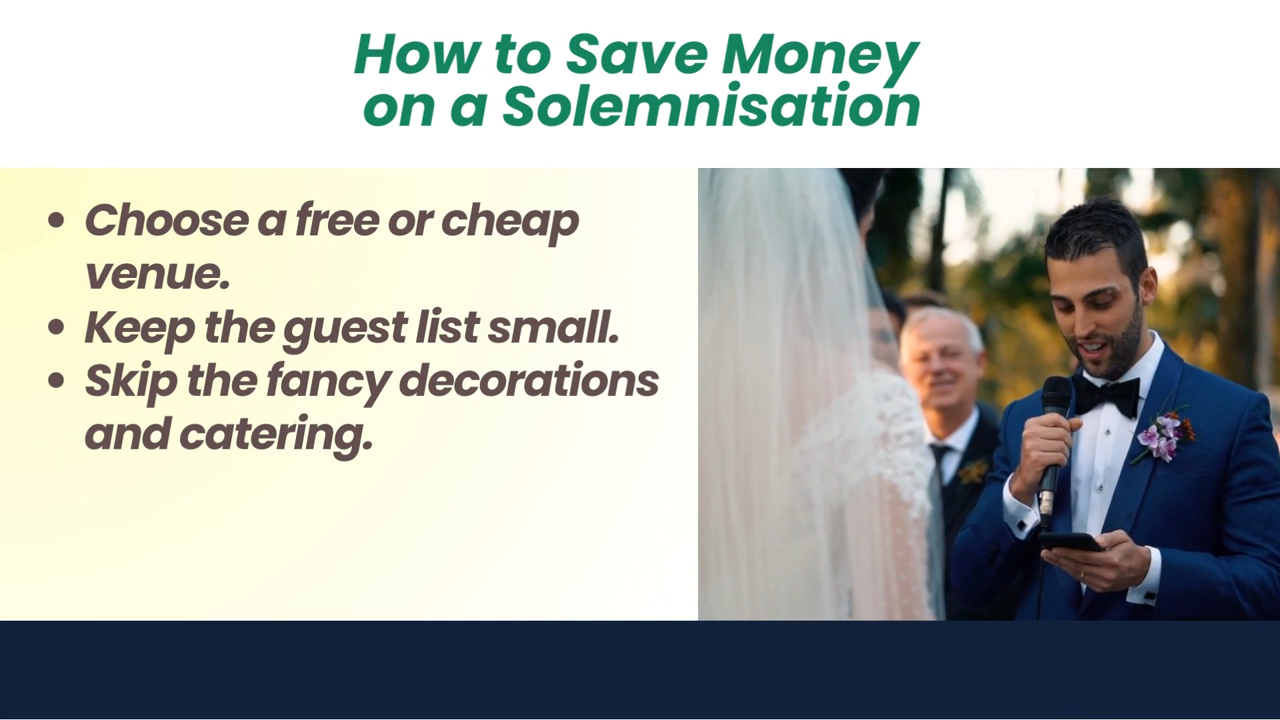 How to Save Money
on a Solemnisation
• Choose a free or cheap
venue.
• Keep the guest list small.
• Skip the fancy decorations
and catering.